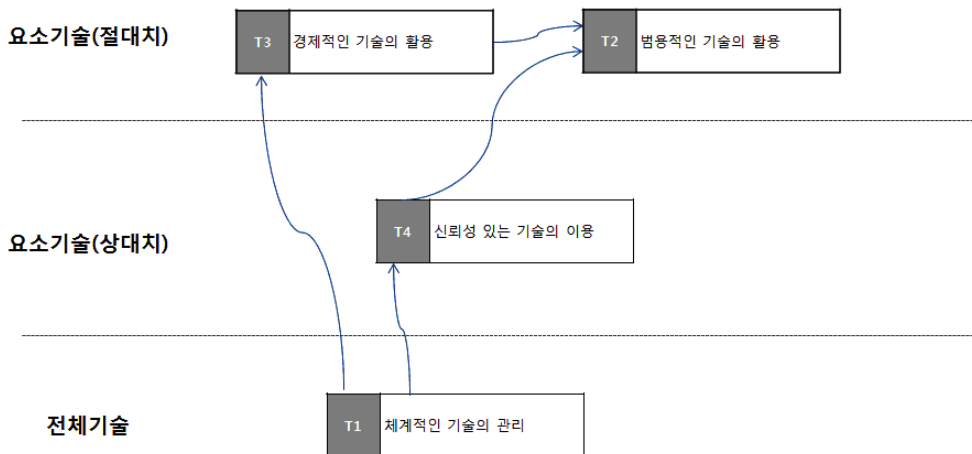 요소기술(절대치)
T3 경제적인 기술의 활용
T2 범용적인 기술의 활용
요소기술(상대치)
T4 신뢰성 있는 기술의 이용
전체기술
T1 체계적인 기술의 관리